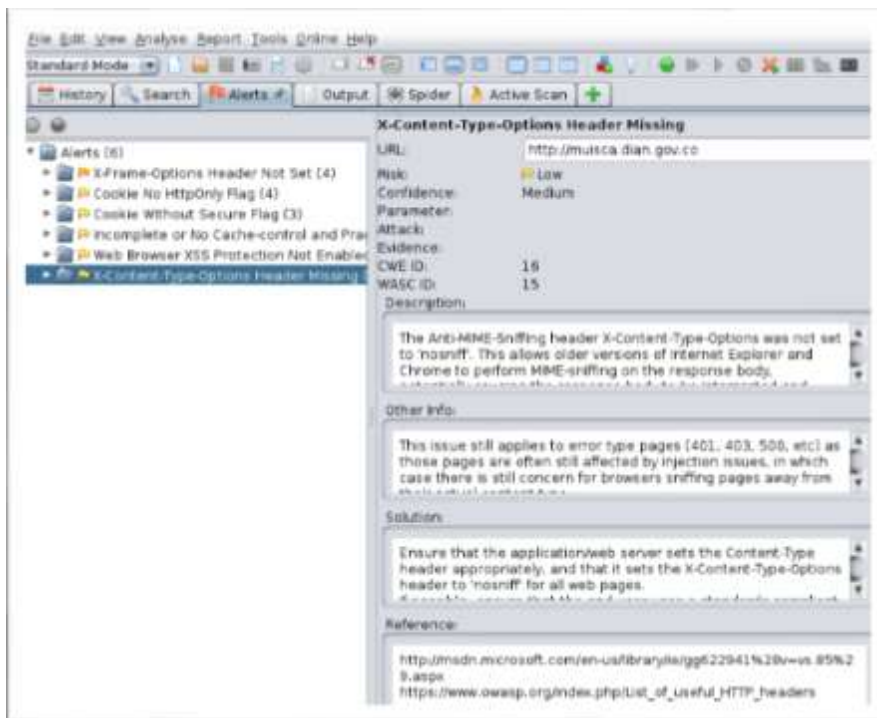 File Edit View Analyse Report Tools Online Help
Standard Mode
History Search Alerts Output Spider Active Scan
Alerts (6)
X-Frame-Options Header Not Set (4)
Cookie No HttpOnly Flag (4)
Cookie Without Secure Flag (3)
Incomplete or No Cache-control and Prag
Web Browser XSS Protection Not Enabled
X-Content-Type-Options Header Missing
X-Content-Type-Options Header Missing
URL: http://muisca.dian.gov.co
Risk: Low
Confidence: Medium
Parameter:
Attack:
Evidence:
CWE ID: 16
WASC ID: 15
Description:
The Anti-MIME-Sniffing header X-Content-Type-Options was not set
to 'nosniff'. This allows older versions of Internet Explorer and
Chrome to perform MIME-sniffing on the response body,
Other Info:
This issue still applies to error type pages (401, 403, 500, etc) as
those pages are often still affected by injection issues, in which
case there is still concern for browsers sniffing pages away from
their actual content type
Solution:
Ensure that the application/web server sets the Content-Type
header appropriately, and that it sets the X-Content-Type-Options
header to 'nosniff' for all web pages.
Reference:
http://msdn.microsoft.com/en-us/library/ie/gg622941%28v=vs.85%2
9.aspx
https://www.owasp.org/index.php/List_of_useful_HTTP_headers